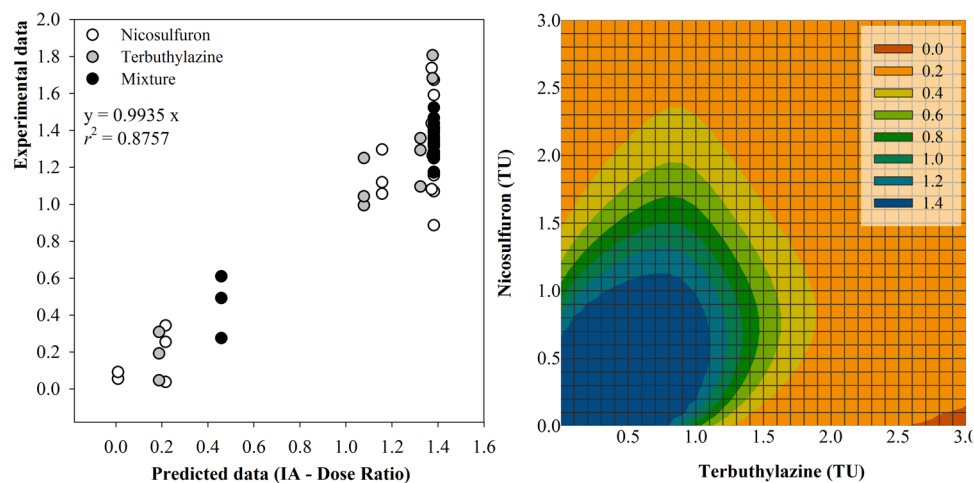 Experimental data
2.0
1.8
1.6
1.4
1.2
1.0
0.8
0.6
0.4
0.2
0.0
Nicosulfuron
Terbuthylazine
Mixture
y = 0.9935 x
r² = 0.8757
0.0 0.2 0.4 0.6 0.8 1.0 1.2 1.4 1.6
Predicted data (IA - Dose Ratio)
Nicosulfuron (TU)
3.0
2.5
2.0
1.5
1.0
0.5
0.0
0.0
0.2
0.4
0.6
0.8
1.0
1.2
1.4
0.5 1.0 1.5 2.0 2.5 3.0
Terbuthylazine (TU)